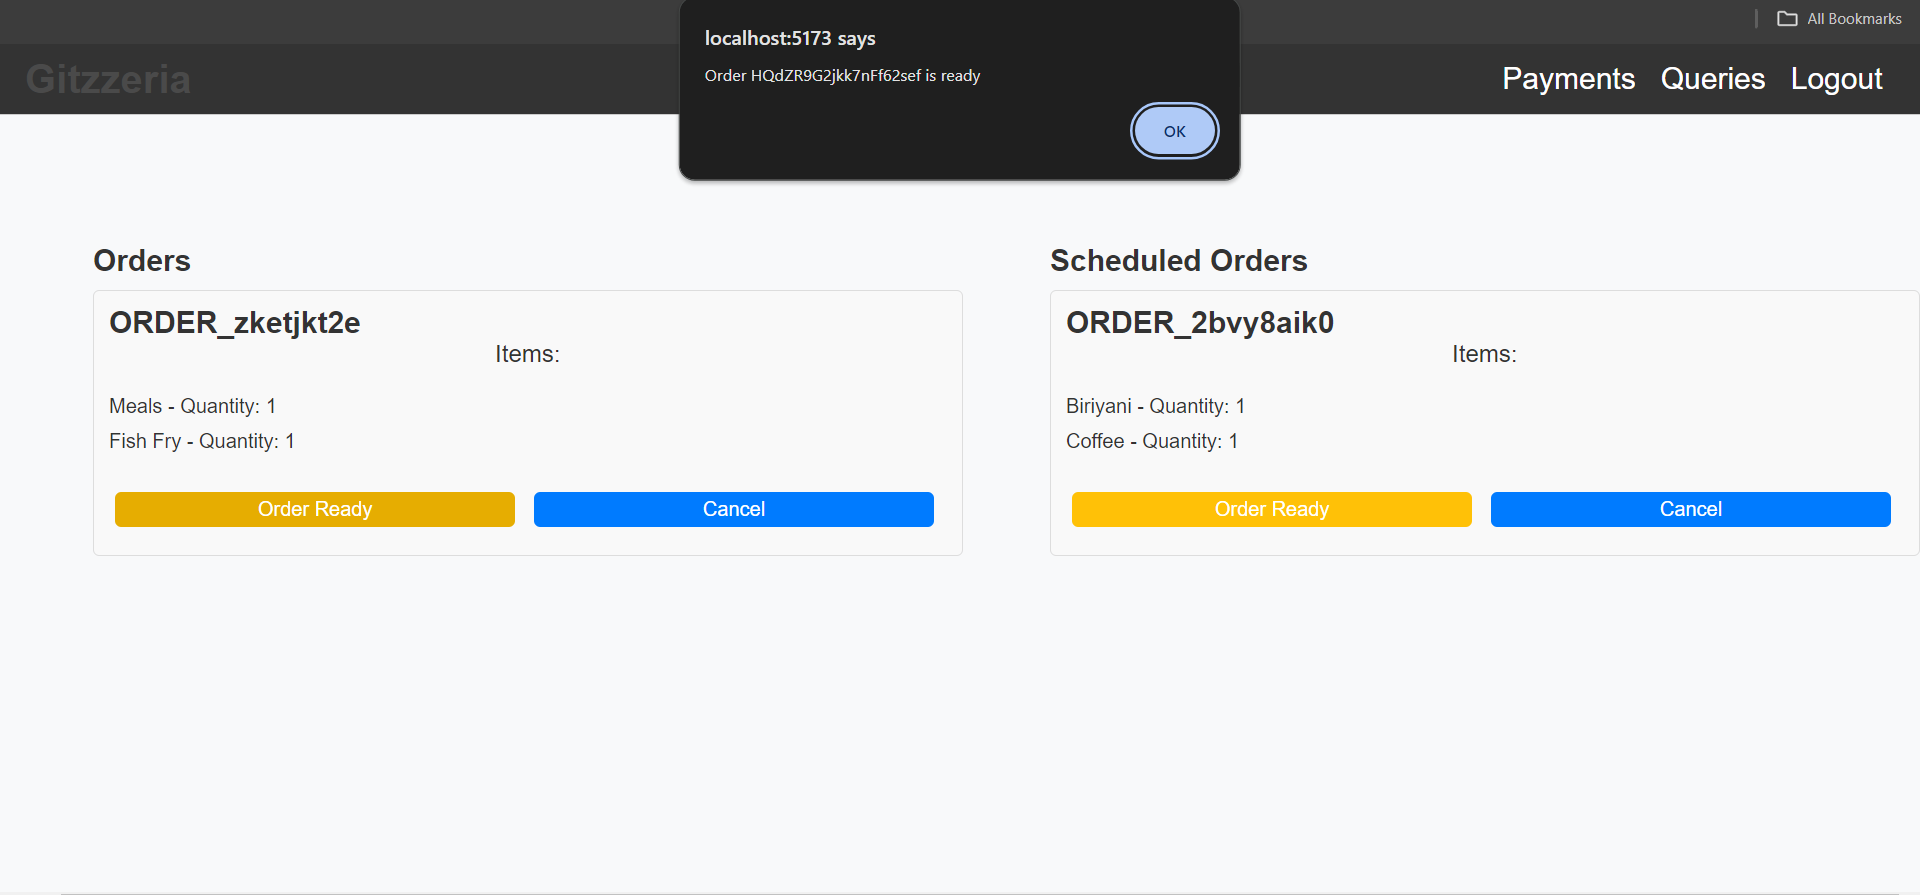 All Bookmarks
localhost:5173 says
Order HQdZR9G2jkk7nFf62sef is ready
OK
Gitzzeria
Payments Queries Logout
Orders
ORDER_zketjkt2e
Items:
Meals - Quantity: 1
Fish Fry - Quantity: 1
Order Ready Cancel
Scheduled Orders
ORDER_2bvy8aik0
Items:
Biriyani - Quantity: 1
Coffee - Quantity: 1
Order Ready Cancel